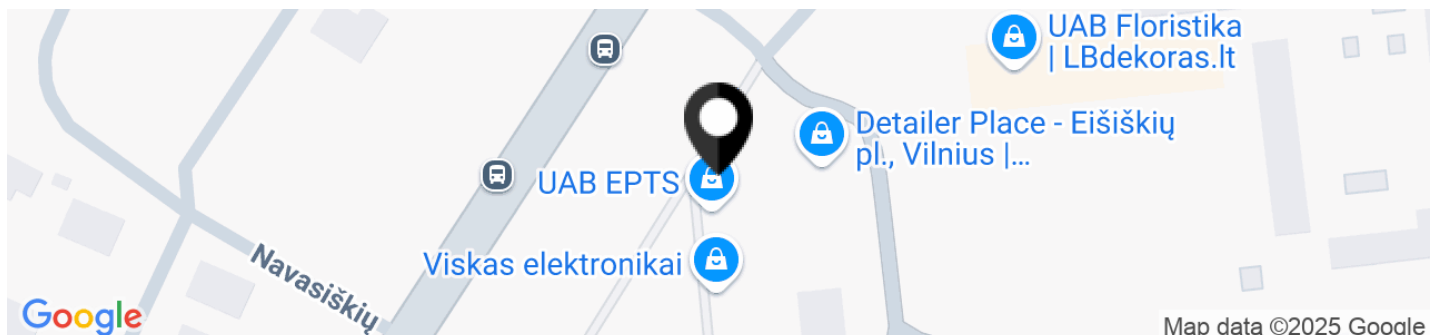 UAB Floristika
| LBdekoras.lt
Detailer Place - Eišiškių
pl., Vilnius |...
UAB EPTS
Viskas elektronikai
Navasiškių
Google
Map data ©2025 Google